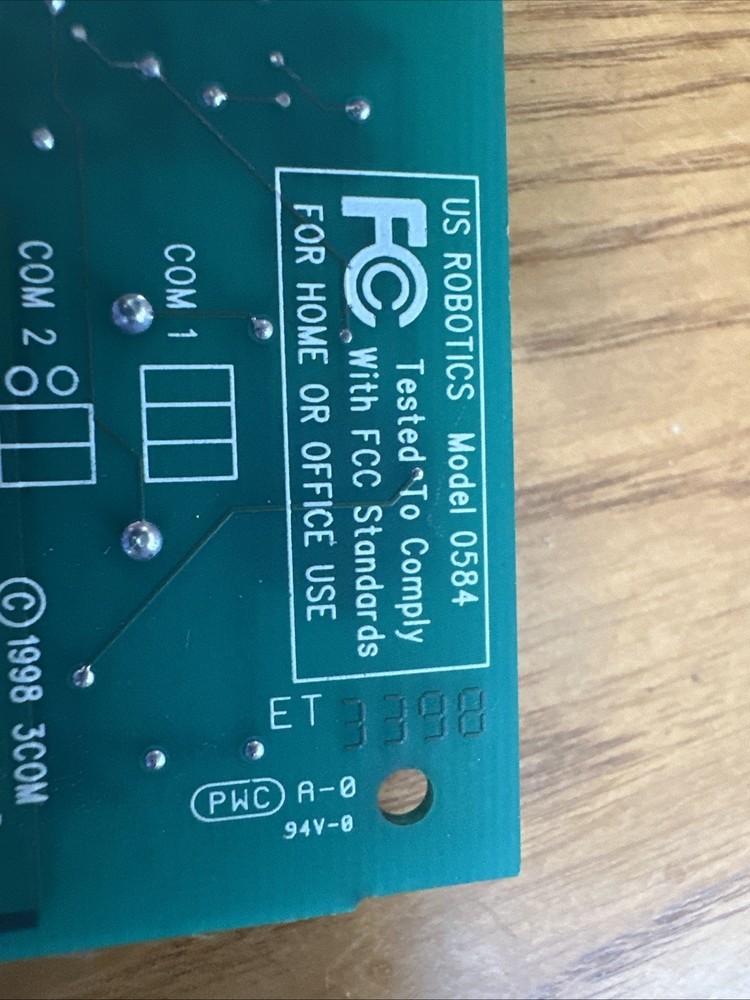 US ROBOTICS Model 0584
FC
Tested To Comply
With FCC Standards
FOR HOME OR OFFICE USE
COM 1
COM 2
©1998 3COM
ET
PWC A-0
94V-0